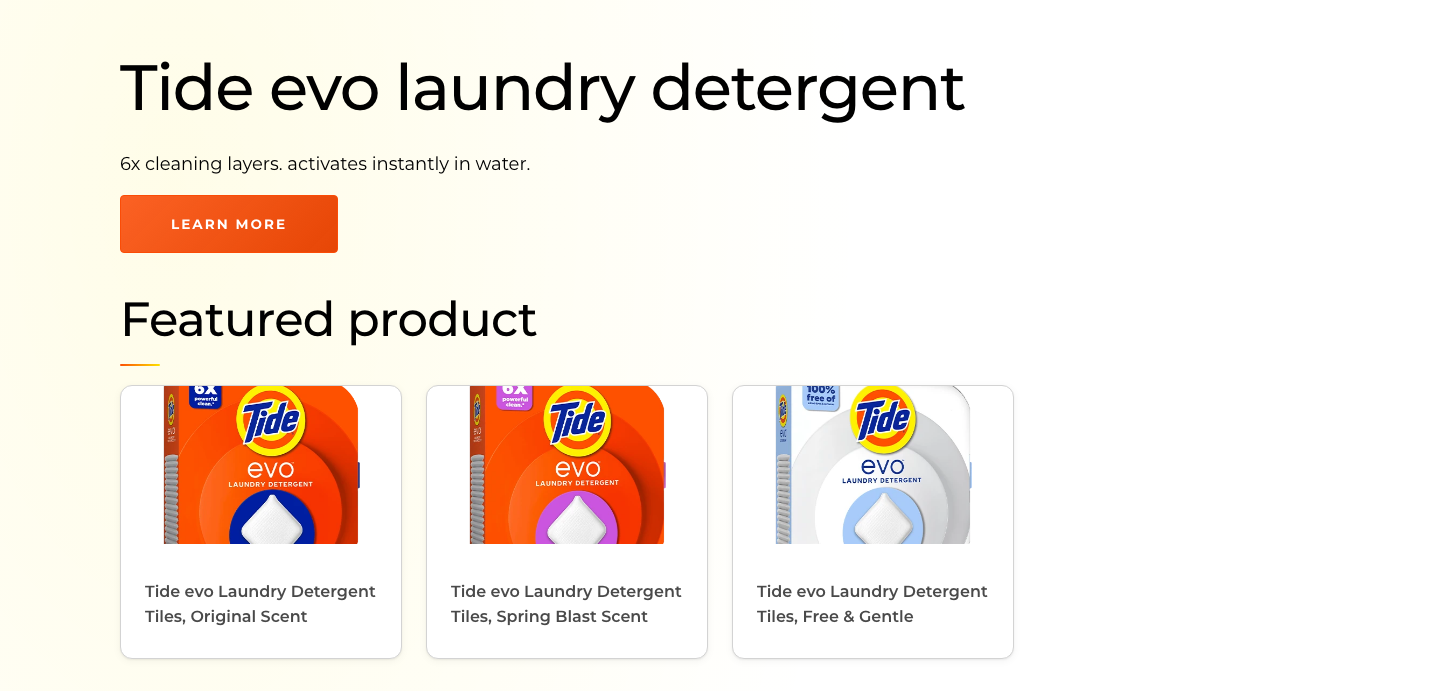 Tide evo laundry detergent
6x cleaning layers. activates instantly in water.
LEARN MORE
Featured product
6X
powerful
clean.*
Tide
evo
LAUNDRY DETERGENT
6X
powerful
clean.*
Tide
evo
LAUNDRY DETERGENT
100%
free of
Tide
evo
LAUNDRY DETERGENT
Tide evo Laundry Detergent
Tiles, Original Scent
Tide evo Laundry Detergent
Tiles, Spring Blast Scent
Tide evo Laundry Detergent
Tiles, Free & Gentle